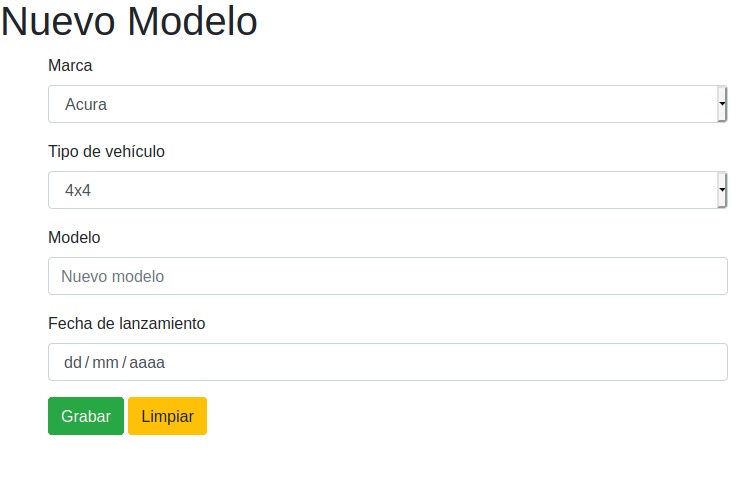 Nuevo Modelo
Marca
Acura
Tipo de vehículo
4x4
Modelo
Nuevo modelo
Fecha de lanzamiento
dd/mm/aaaa
Grabar Limpiar